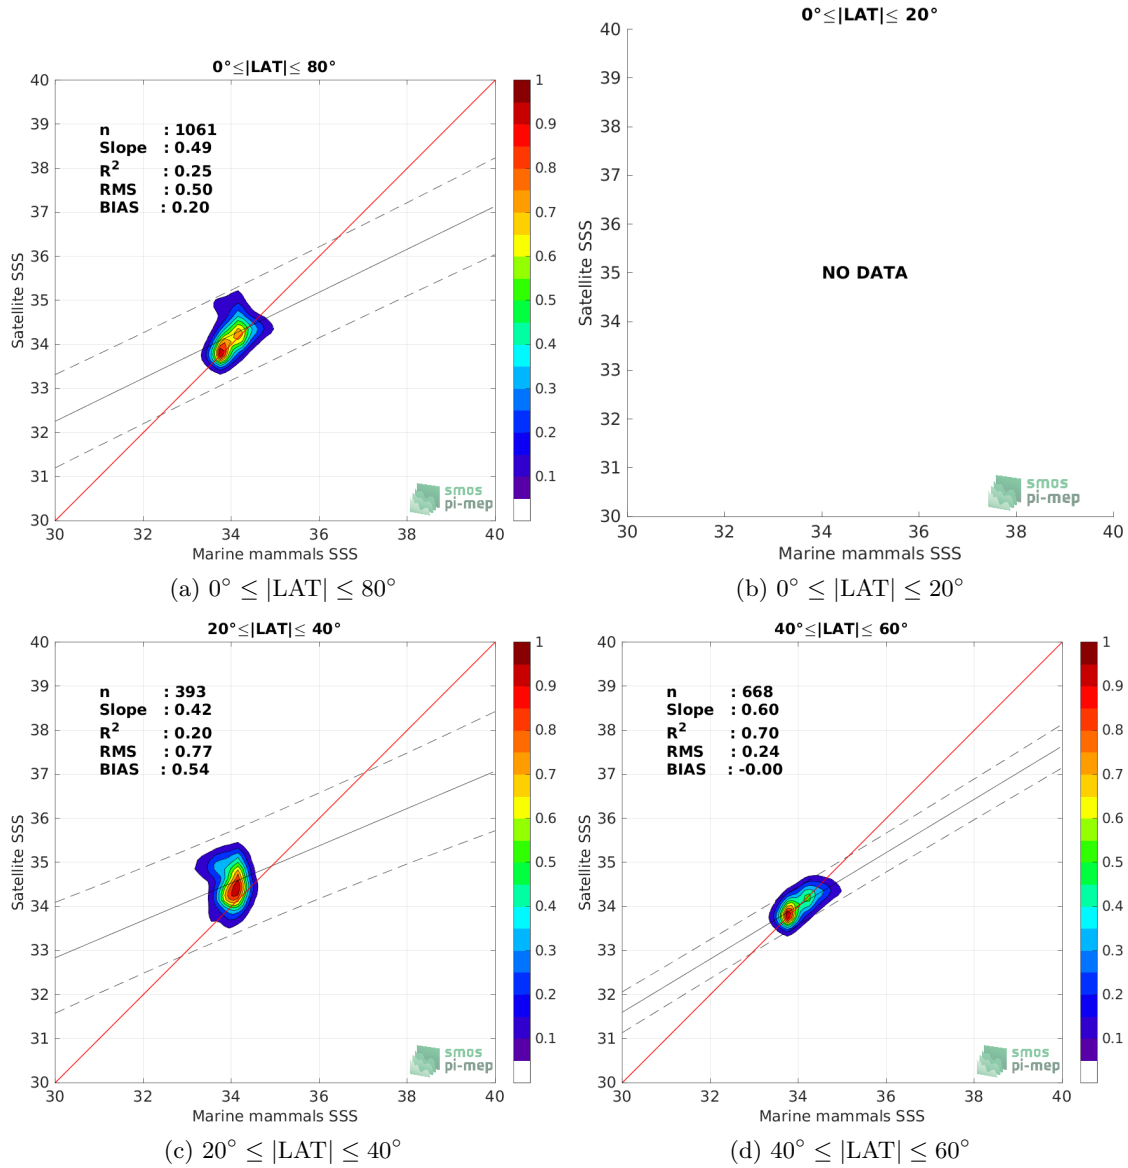 0°≤|LAT|≤ 80°
40
39
38
37
36
35
34
33
32
31
30
Satellite SSS
n : 1061
Slope : 0.49
R2 : 0.25
RMS : 0.50
BIAS : 0.20
1
0.9
0.8
0.7
0.6
0.5
0.4
0.3
0.2
0.1
smos
pi-mep
30 32 34 36 38 40
Marine mammals SSS
(a) 0° ≤ |LAT| ≤ 80°
0°≤|LAT|≤ 20°
40
39
38
37
36
35
34
33
32
31
30
Satellite SSS
NO DATA
smos
pi-mep
30 32 34 36 38 40
Marine mammals SSS
(b) 0° ≤ |LAT| ≤ 20°
20°≤|LAT|≤ 40°
40
39
38
37
36
35
34
33
32
31
30
Satellite SSS
n : 393
Slope : 0.42
R2 : 0.20
RMS : 0.77
BIAS : 0.54
1
0.9
0.8
0.7
0.6
0.5
0.4
0.3
0.2
0.1
smos
pi-mep
30 32 34 36 38 40
Marine mammals SSS
(c) 20° ≤ |LAT| ≤ 40°
40°≤|LAT|≤ 60°
40
39
38
37
36
35
34
33
32
31
30
Satellite SSS
n : 668
Slope : 0.60
R2 : 0.70
RMS : 0.24
BIAS : -0.00
1
0.9
0.8
0.7
0.6
0.5
0.4
0.3
0.2
0.1
smos
pi-mep
30 32 34 36 38 40
Marine mammals SSS
(d) 40° ≤ |LAT| ≤ 60°